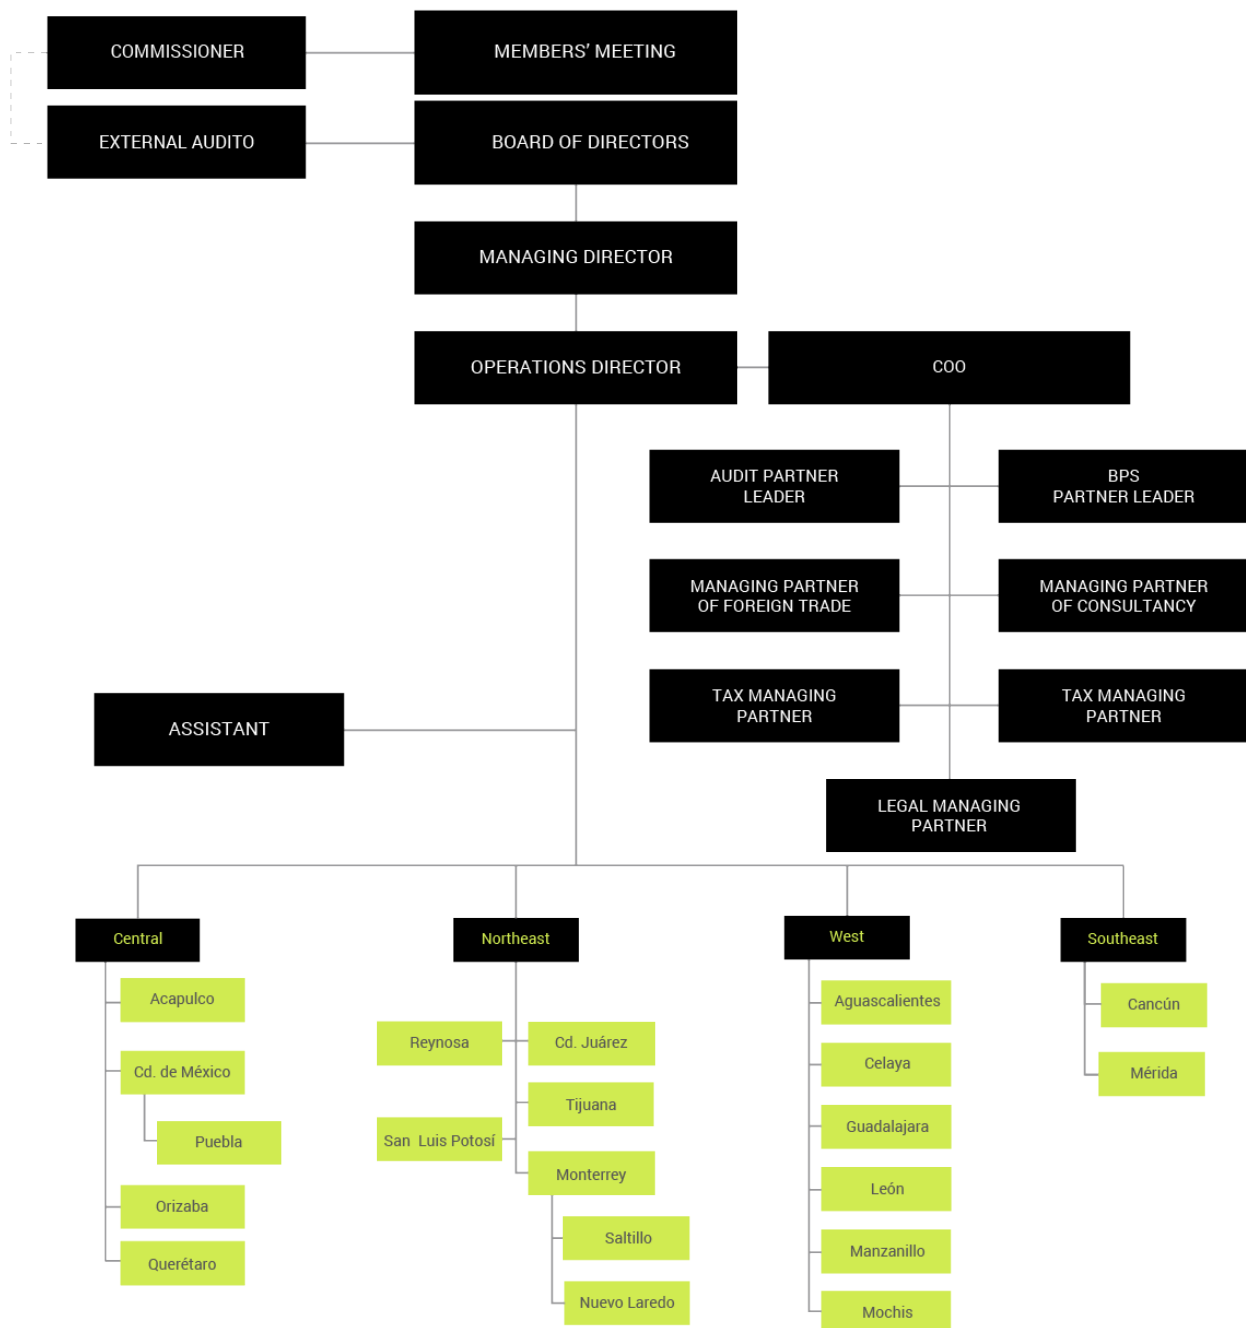 COMMISSIONER
MEMBERS' MEETING
EXTERNAL AUDITO
BOARD OF DIRECTORS
MANAGING DIRECTOR
OPERATIONS DIRECTOR
COO
AUDIT PARTNER
LEADER
BPS
PARTNER LEADER
MANAGING PARTNER
OF FOREIGN TRADE
MANAGING PARTNER
OF CONSULTANCY
TAX MANAGING
PARTNER
TAX MANAGING
PARTNER
ASSISTANT
LEGAL MANAGING
PARTNER
Central
Acapulco
Cd. de México
Puebla
Orizaba
Querétaro
Northeast
Reynosa
Cd. Juárez
Tijuana
San Luis Potosí
Monterrey
Saltillo
Nuevo Laredo
West
Aguascalientes
Celaya
Guadalajara
León
Manzanillo
Mochis
Southeast
Cancún
Mérida